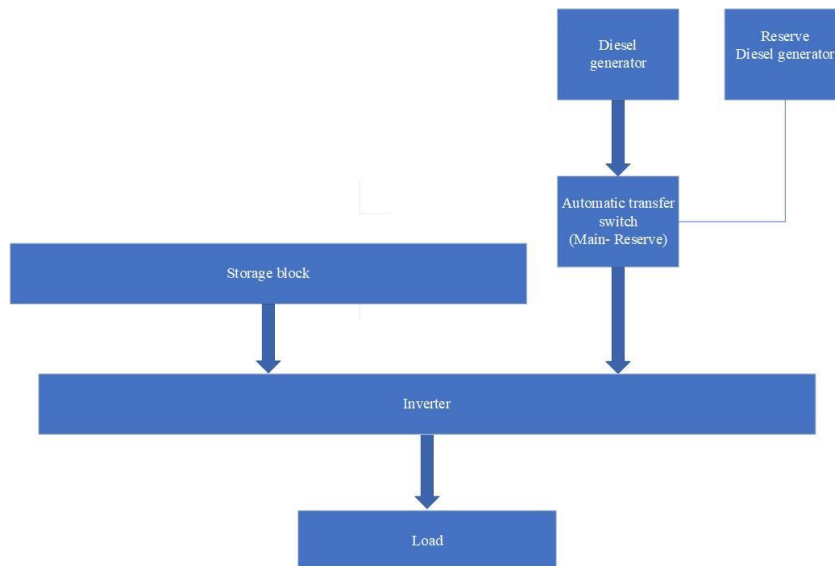 Diesel
generator
Reserve
Diesel generator
Automatic transfer
switch
(Main- Reserve)
Storage block
Inverter
Load